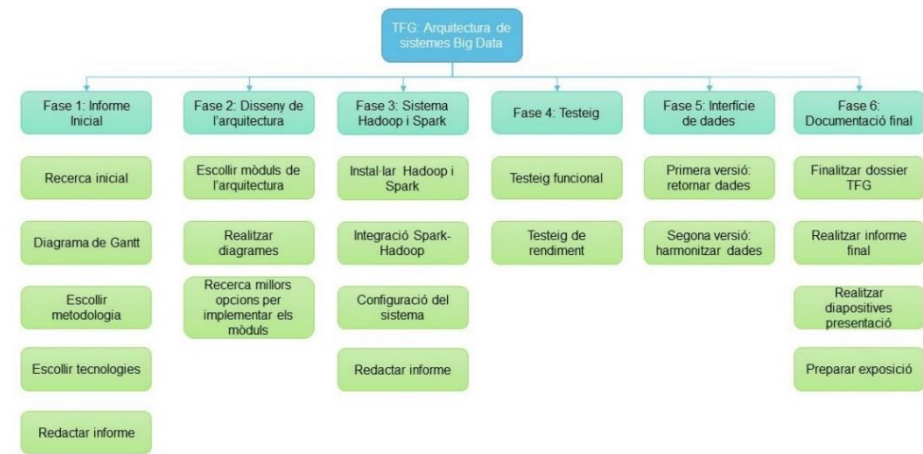 TFG: Arquitectura de
sistemes Big Data
Fase 1: Informe
Inicial
Recerca inicial
Diagrama de Gantt
Escollir
metodologia
Escollir tecnologies
Redactar informe
Fase 2: Disseny de
l'arquitectura
Escollir mòduls de
l'arquitectura
Realitzar
diagrames
Recerca millors
opcions per
implementar els
mòduls
Fase 3: Sistema
Hadoop i Spark
Instal·lar Hadoop i
Spark
Integració Spark-
Hadoop
Configuració del
sistema
Redactar informe
Fase 4: Testeig
Testeig funcional
Testeig de
rendiment
Fase 5: Interfície
de dades
Primera versió:
retornar dades
Segona versió:
harmonitzar dades
Fase 6:
Documentació final
Finalitzar dossier
TFG
Realitzar informe
final
Realitzar
diapositives
presentació
Preparar exposició